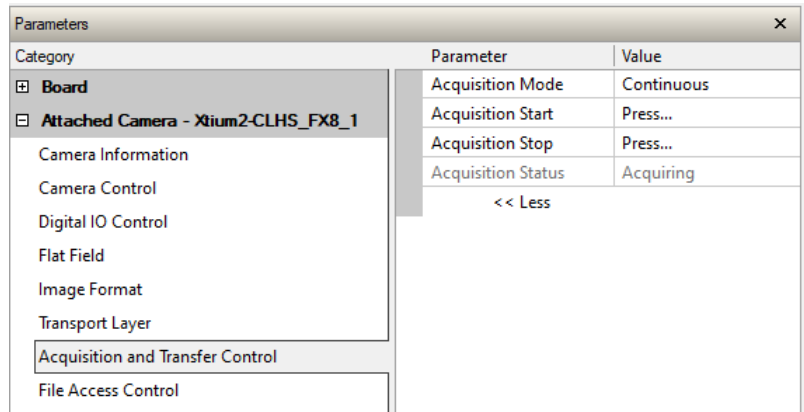 Parameters
Category
Board
Attached Camera - Xtium2-CLHS_FX8_1
Camera Information
Camera Control
Digital IO Control
Flat Field
Image Format
Transport Layer
Acquisition and Transfer Control
File Access Control
Parameter Value
Acquisition Mode Continuous
Acquisition Start Press...
Acquisition Stop Press...
Acquisition Status Acquiring
<< Less